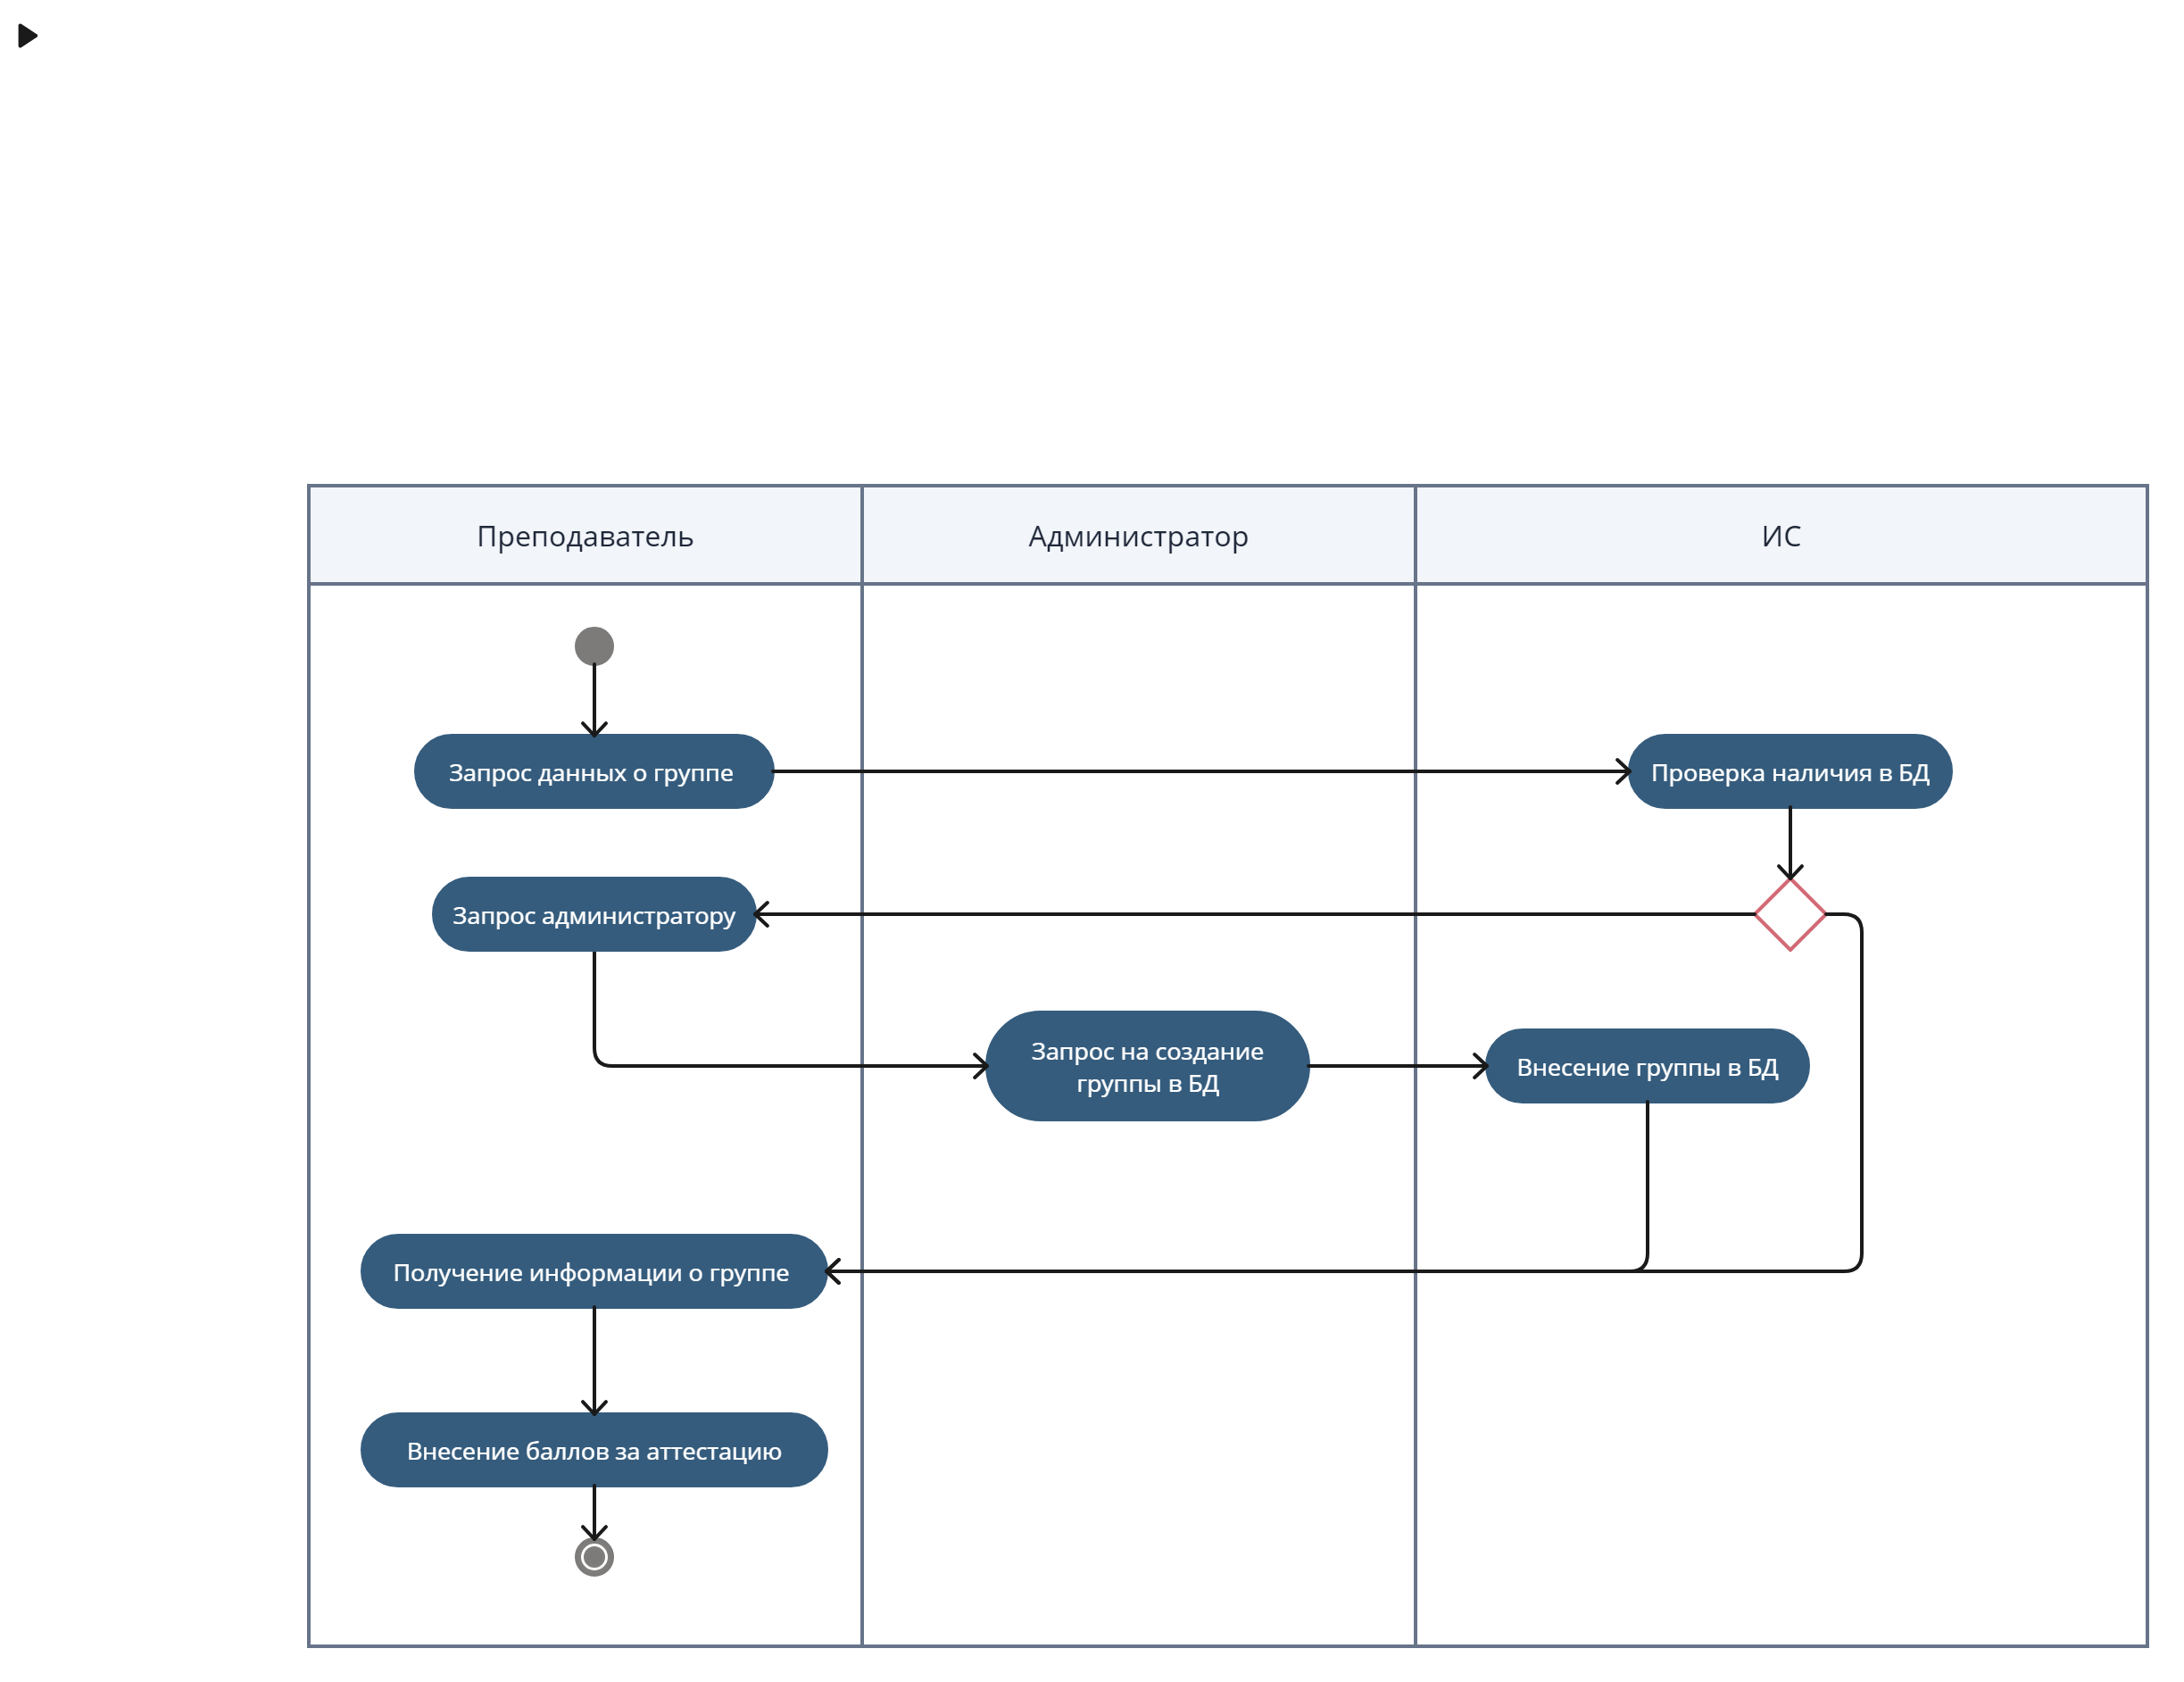 Преподаватель
Администратор
ИС
Запрос данных о группе
Проверка наличия в БД
Запрос администратору
Запрос на создание
группы в БД
Внесение группы в БД
Получение информации о группе
Внесение баллов за аттестацию